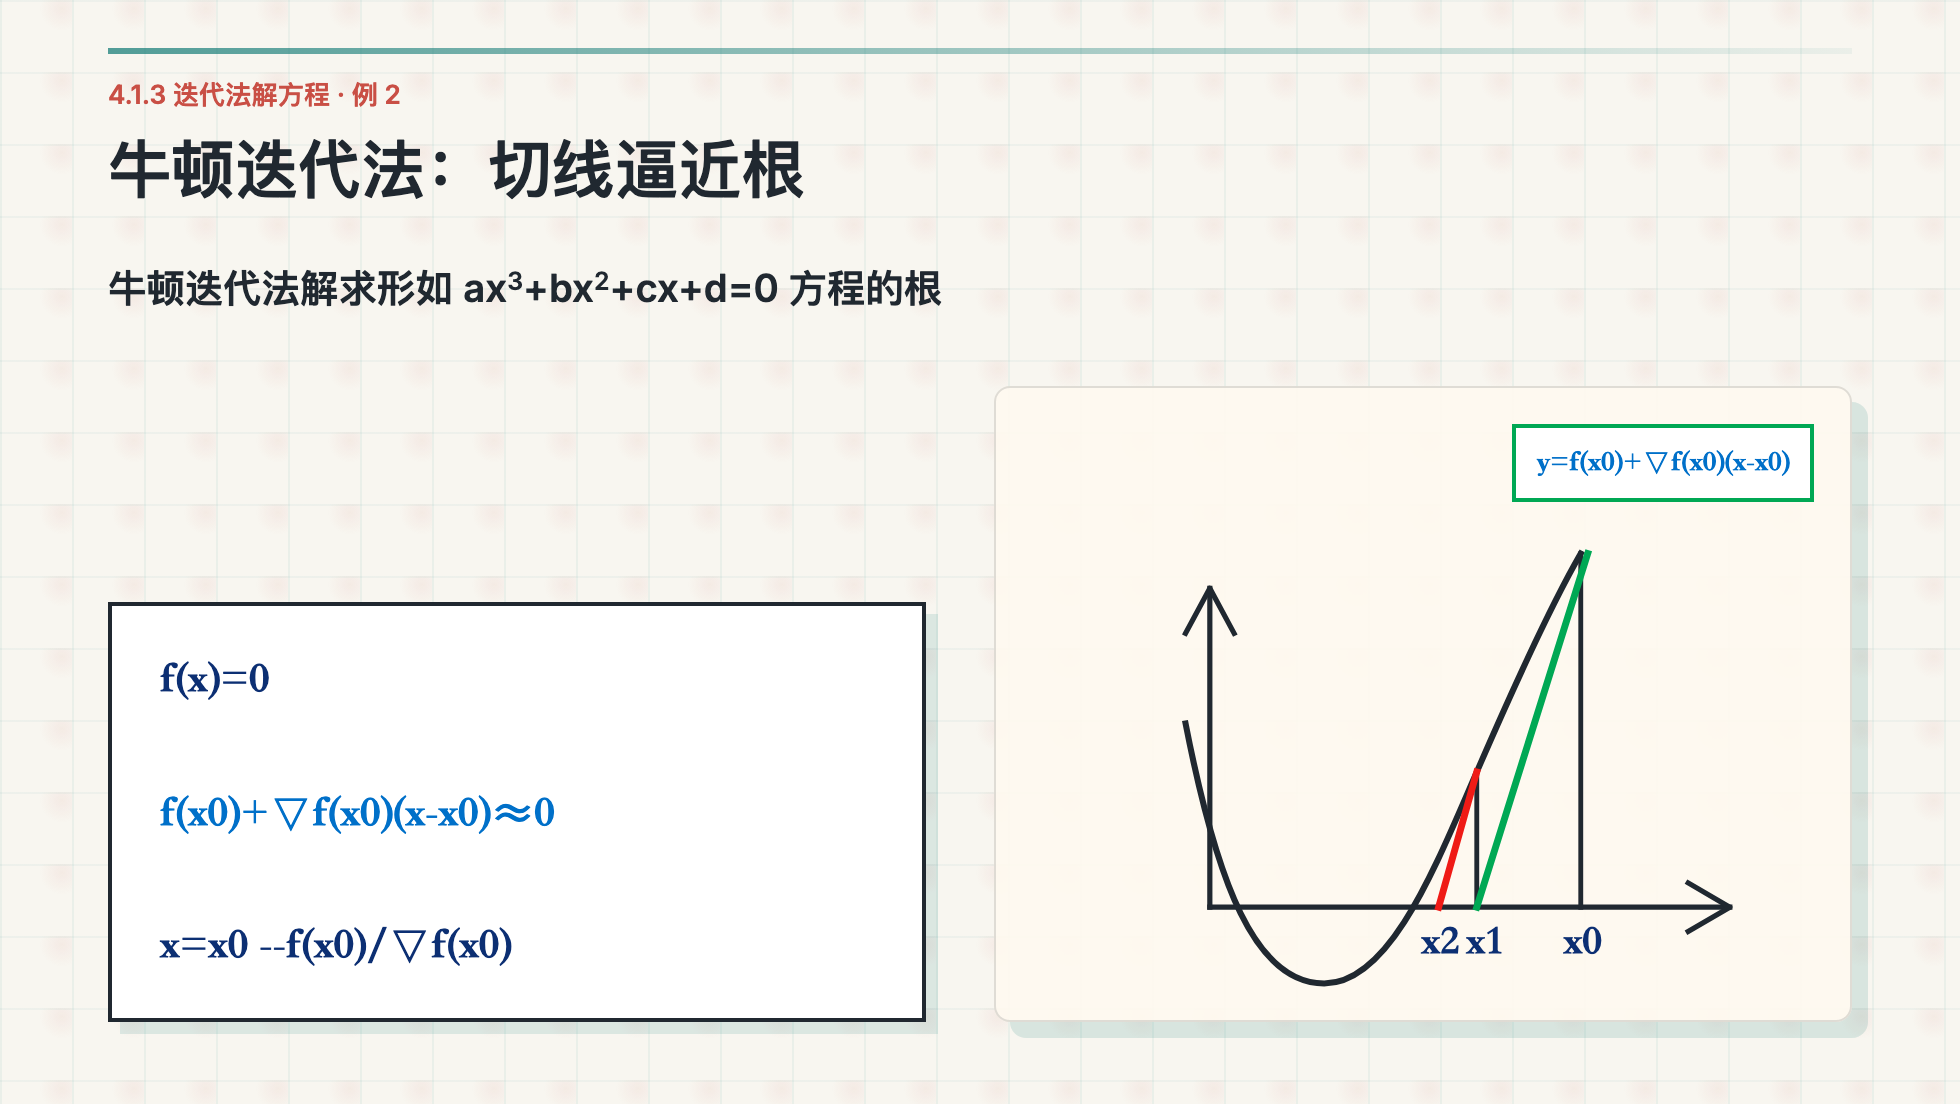 4.1.3 迭代法解方程 · 例 2
牛顿迭代法：切线逼近根
牛顿迭代法解求形如 ax³+bx²+cx+d=0 方程的根
f(x)=0
f(x0)+▽f(x0)(x-x0)≈0
x=x0 --f(x0)/▽f(x0)
y=f(x0)+▽f(x0)(x-x0)
x2 x1 x0